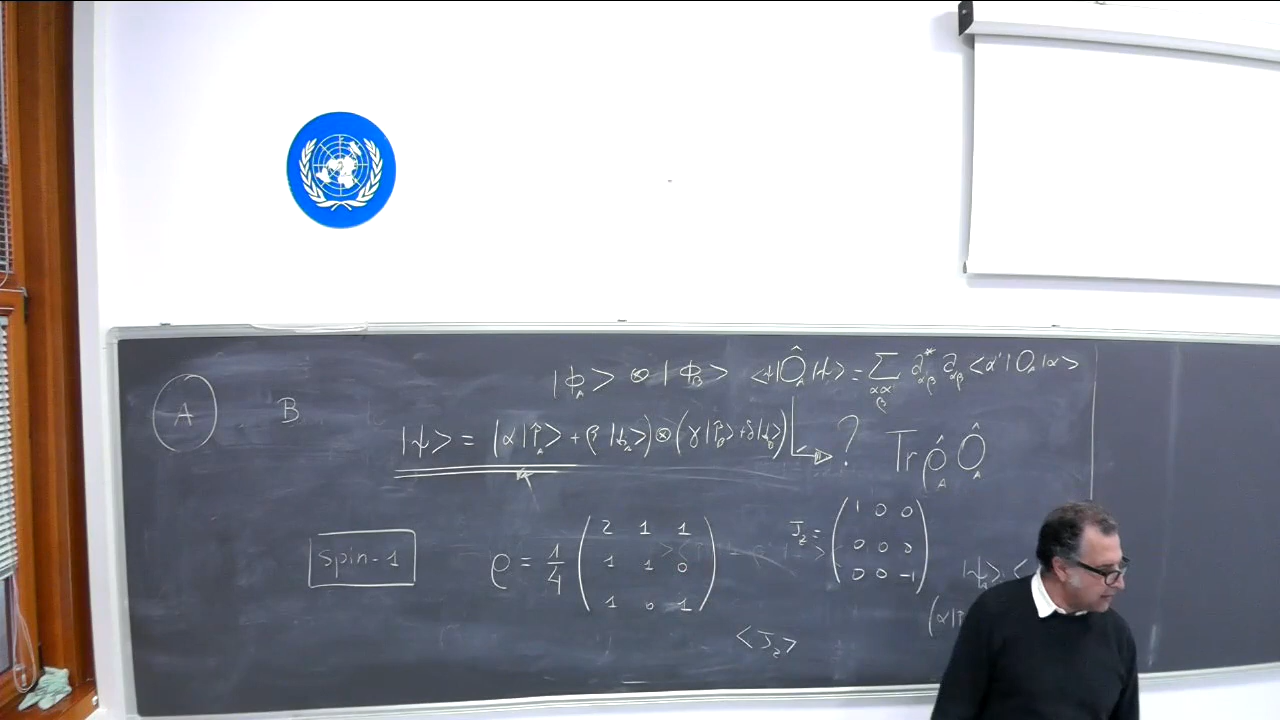 |ϕ_A> ⊗ |ϕ_B> <ψ|Ô_A|ψ> = ∑_{αα'β} a*_{α'β} a_{αβ} <α'|O_A|α>
A B
|ψ> = (α|↑>_A + β|↓>_A) ⊗ (γ|↑>_B + δ|↓>_B) ? Tr ρ̂_A Ô_A
Spin-1
ρ = 1/4 ( 2 1 1
1 1 0
1 0 1 )
J_z = ( 1 0 0
0 0 0
0 0 -1 )
|ψ> <
(α|
<J_z>